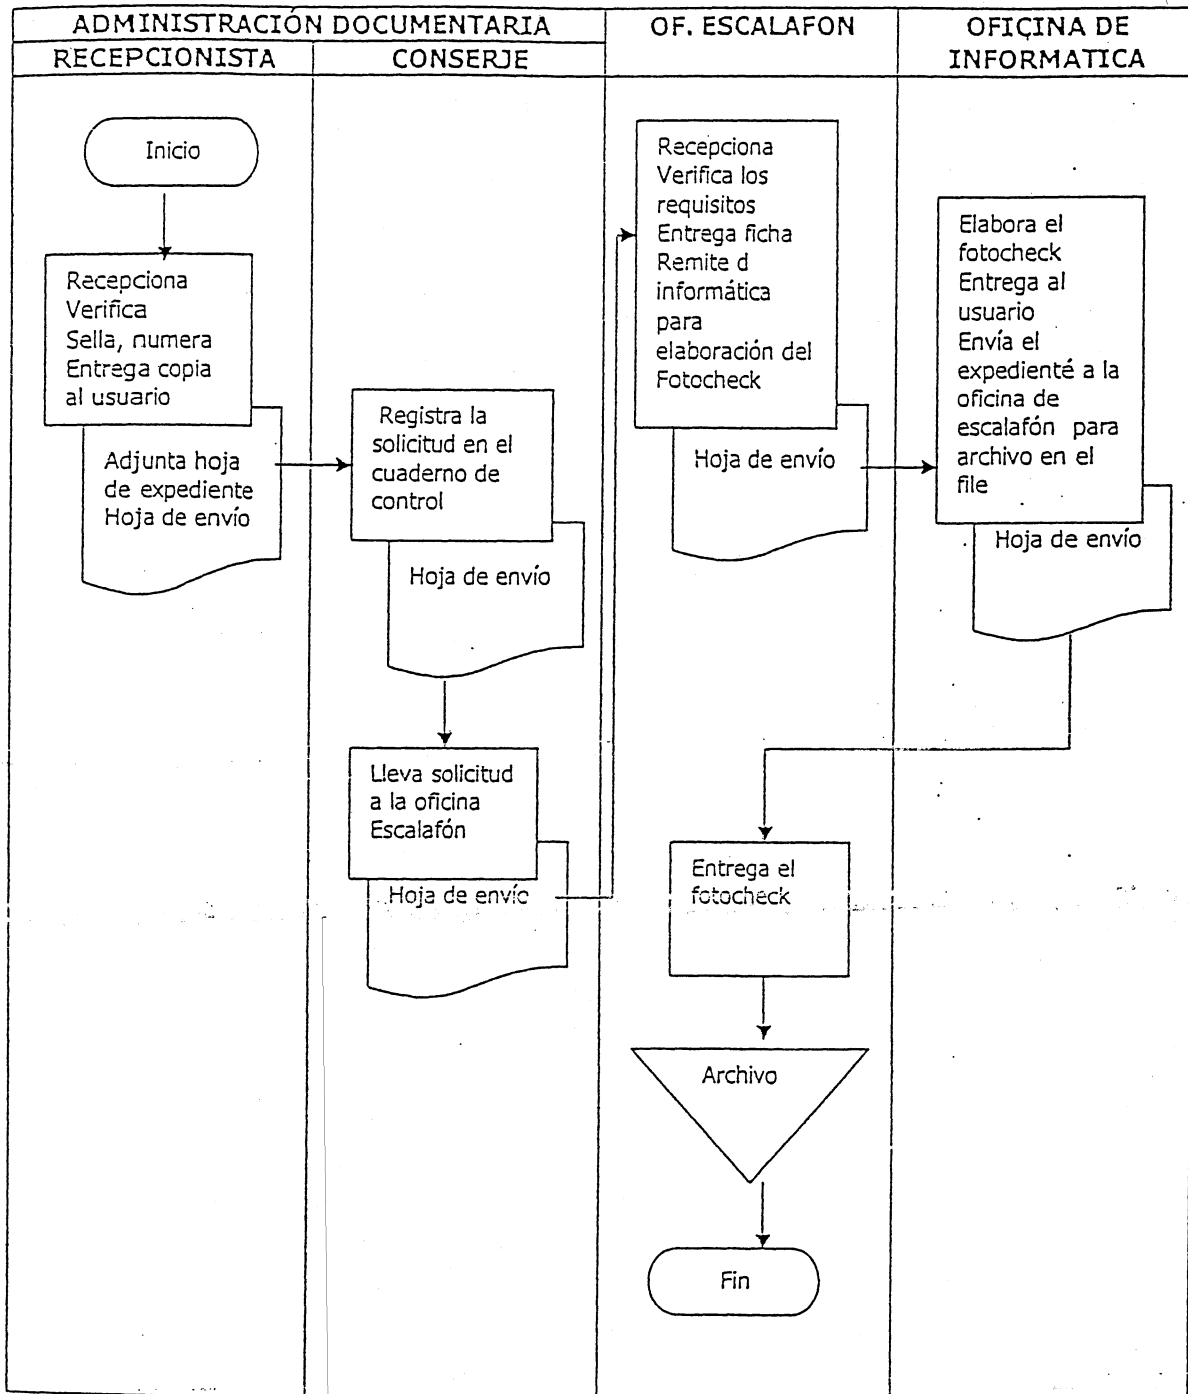 ADMINISTRACIÓN DOCUMENTARIA
OF. ESCALAFON
OFICINA DE
INFORMATICA
RECEPCIONISTA
CONSERJE
Inicio
Recepciona
Verifica
Sella, numera
Entrega copia
al usuario
Adjunta hoja
de expediente
Hoja de envío
Registra la
solicitud en el
cuaderno de
control
Hoja de envío
Lleva solicitud
a la oficina
Escalafón
Hoja de envío
Recepciona
Verifica los
requisitos
Entrega ficha
Remite d
informática
para
elaboración del
Fotocheck
Hoja de envío
Elabora el
fotocheck
Entrega al
usuario
Envía el
expedienté a la
oficina de
escalafón para
archivo en el
file
Hoja de envío
Entrega el
fotocheck
Archivo
Fin